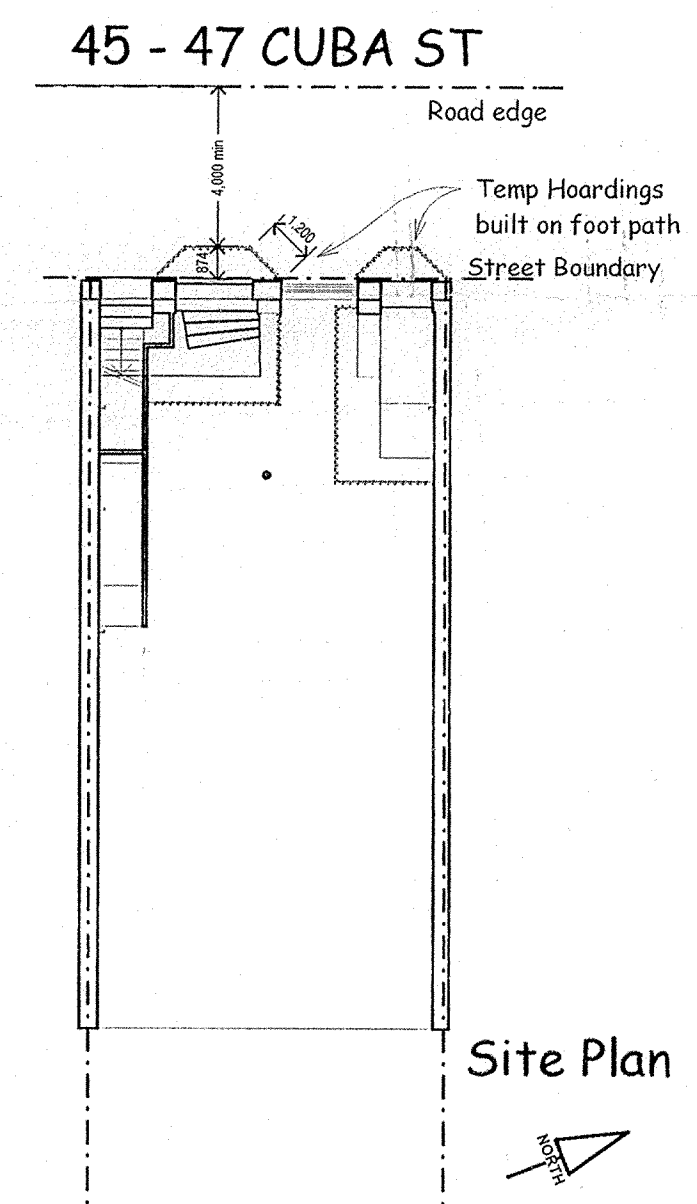 45 - 47 CUBA ST
Road edge
4,000 min
Temp Hoardings
built on foot path
1,200
874
Street Boundary
Site Plan
NORTH